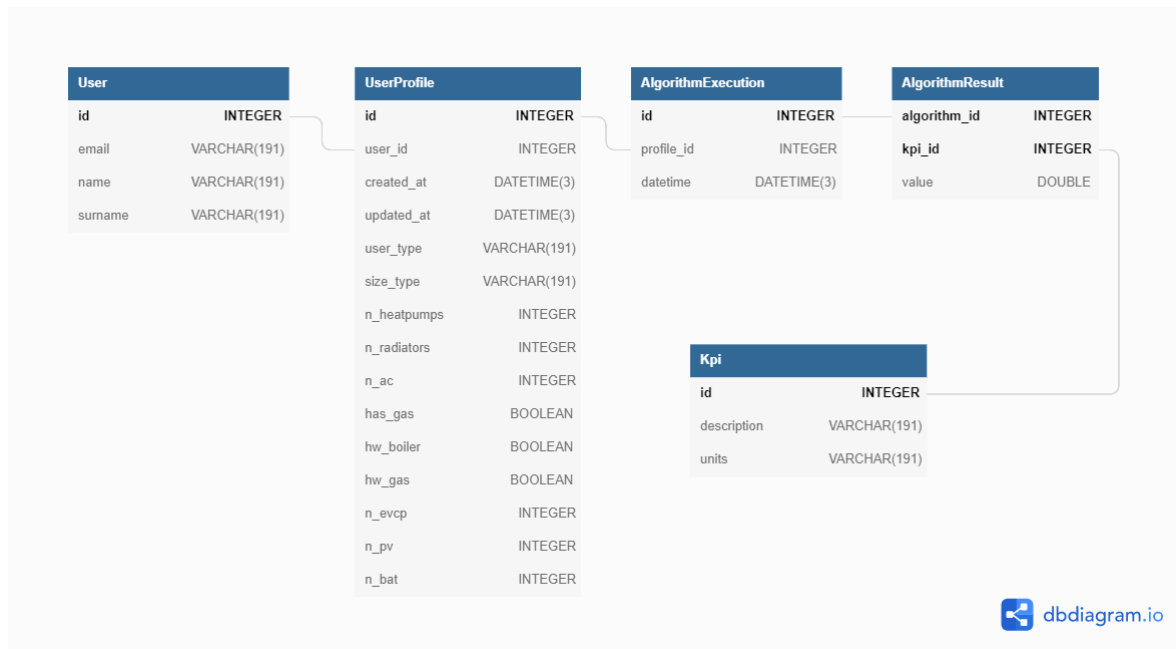 User
id INTEGER
email VARCHAR(191)
name VARCHAR(191)
surname VARCHAR(191)
UserProfile
id INTEGER
user_id INTEGER
created_at DATETIME(3)
updated_at DATETIME(3)
user_type VARCHAR(191)
size_type VARCHAR(191)
n_heatpumps INTEGER
n_radiators INTEGER
n_ac INTEGER
has_gas BOOLEAN
hw_boiler BOOLEAN
hw_gas BOOLEAN
n_evcp INTEGER
n_pv INTEGER
n_bat INTEGER
AlgorithmExecution
id INTEGER
profile_id INTEGER
datetime DATETIME(3)
AlgorithmResult
algorithm_id INTEGER
kpi_id INTEGER
value DOUBLE
Kpi
id INTEGER
description VARCHAR(191)
units VARCHAR(191)
dbdiagram.io